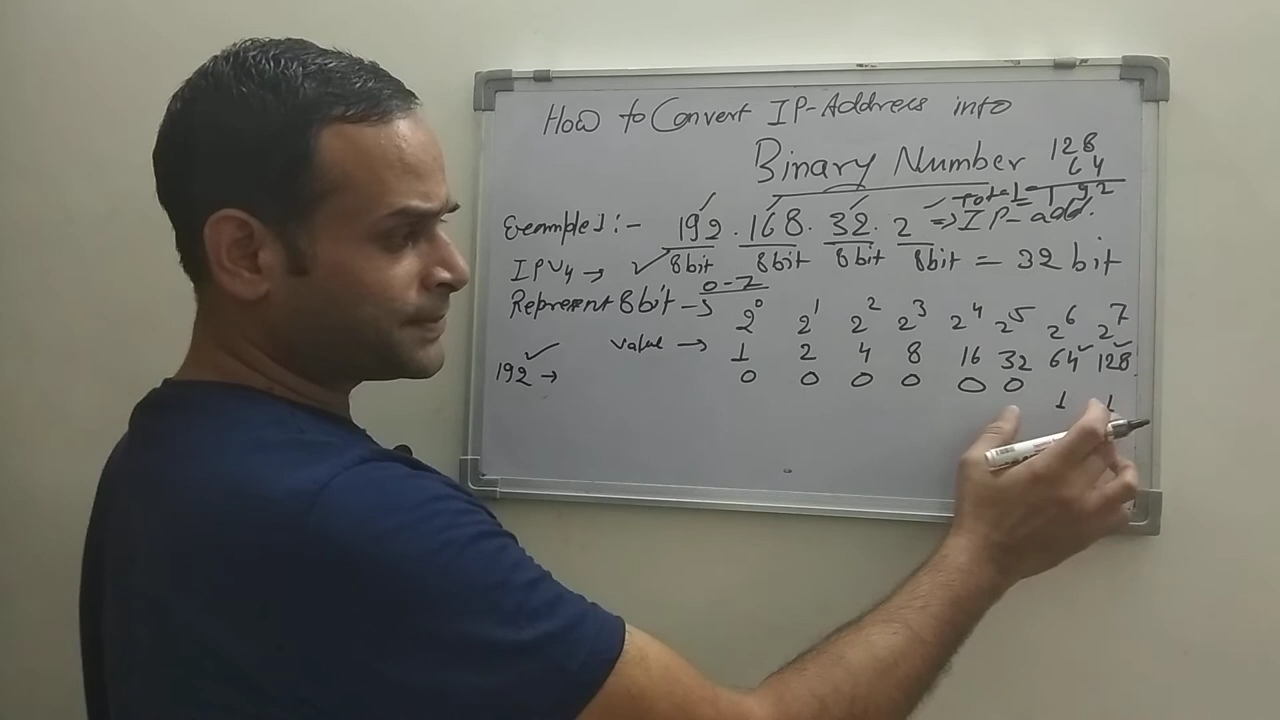 How to Convert IP-Address into
Binary Number
128
64
total = 192
Example 1:- 192.168.32.2 => IP-add.
IPV4 → ✓ 8bit 8bit 8bit 8bit = 32 bit
Represent 8bit → 0-7
2⁰ 2¹ 2² 2³ 2⁴ 2⁵ 2⁶ 2⁷
value → 1 2 4 8 16 32 64 128
192 → 0 0 0 0 0 0
1 1